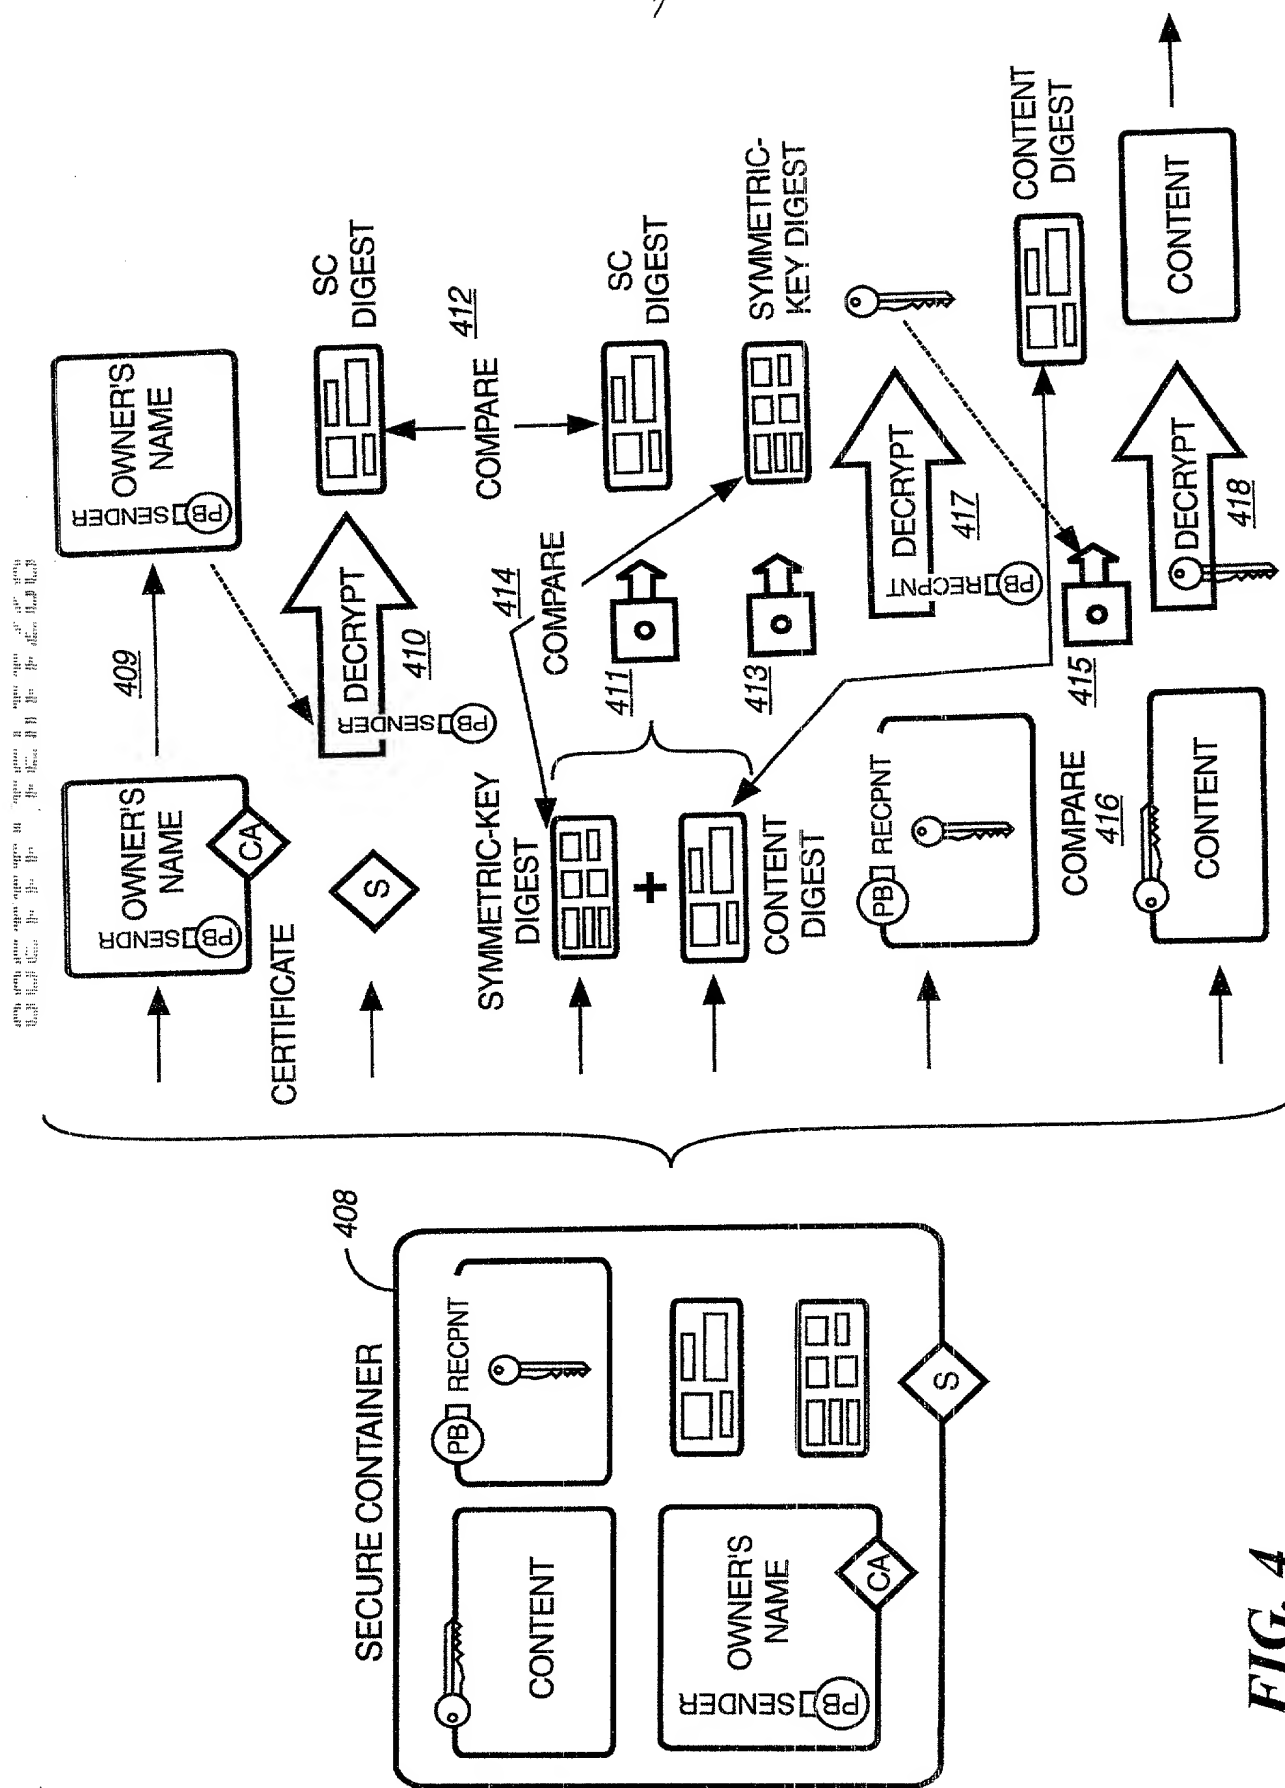 SECURE CONTAINER
408
CONTENT
PB RECPNT
OWNER'S
NAME
PB SENDER
CA
S
OWNER'S
NAME
PB SENDR
CA
CERTIFICATE
409
OWNER'S
NAME
PB SENDER
S
DECRYPT
410
PB SENDER
SC
DIGEST
COMPARE
412
SYMMETRIC-KEY
DIGEST
+
CONTENT
DIGEST
414
COMPARE
411
413
SC
DIGEST
SYMMETRIC-
KEY DIGEST
PB RECPNT
DECRYPT
417
PB RECPNT
COMPARE
416
415
CONTENT
DIGEST
CONTENT
DECRYPT
418
CONTENT
FIG. 4